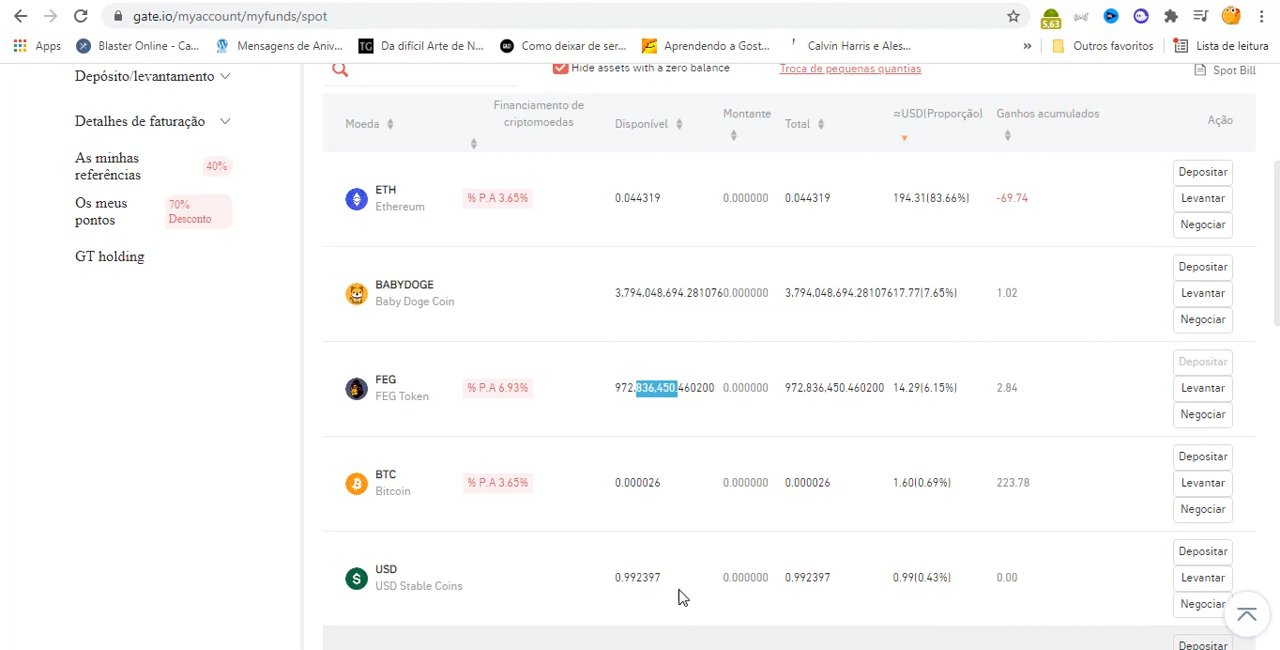 gate.io/myaccount/myfunds/spot
5.63
Apps
Blaster Online - Ca...
Mensagens de Aniv...
TG
Da difícil Arte de N...
Como deixar de ser...
Aprendendo a Gost...
Calvin Harris e Ales...
»
Outros favoritos
Lista de leitura
Depósito/levantamento
Detalhes de faturação
As minhas
referências
40%
Os meus
pontos
70%
Desconto
GT holding
Hide assets with a zero balance
Troca de pequenas quantias
Spot Bill
Moeda
Financiamento de
criptomoedas
Disponível
Montante
Total
≈USD(Proporção)
Ganhos acumulados
Ação
ETH
Ethereum
% P.A 3.65%
0.044319
0.000000
0.044319
194.31(83.66%)
-69.74
Depositar
Levantar
Negociar
BABYDOGE
Baby Doge Coin
3,794,048,694.281076
0.000000
3,794,048,694.281076
17.77(7.65%)
1.02
Depositar
Levantar
Negociar
FEG
FEG Token
% P.A 6.93%
972,836,450.460200
0.000000
972,836,450.460200
14.29(6.15%)
2.84
Depositar
Levantar
Negociar
BTC
Bitcoin
% P.A 3.65%
0.000026
0.000000
0.000026
1.60(0.69%)
223.78
Depositar
Levantar
Negociar
USD
USD Stable Coins
0.992397
0.000000
0.992397
0.99(0.43%)
0.00
Depositar
Levantar
Negociar
Depositar